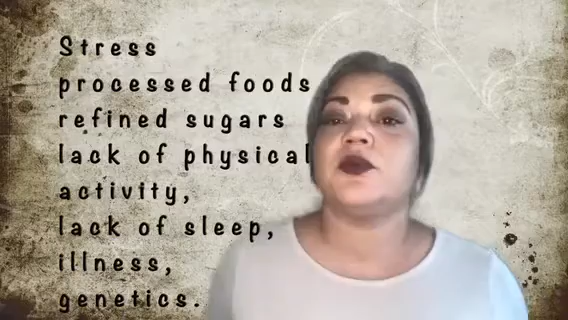 Stress
processed foods
refined sugars
lack of physical
activity,
lack of sleep,
illness,
genetics.